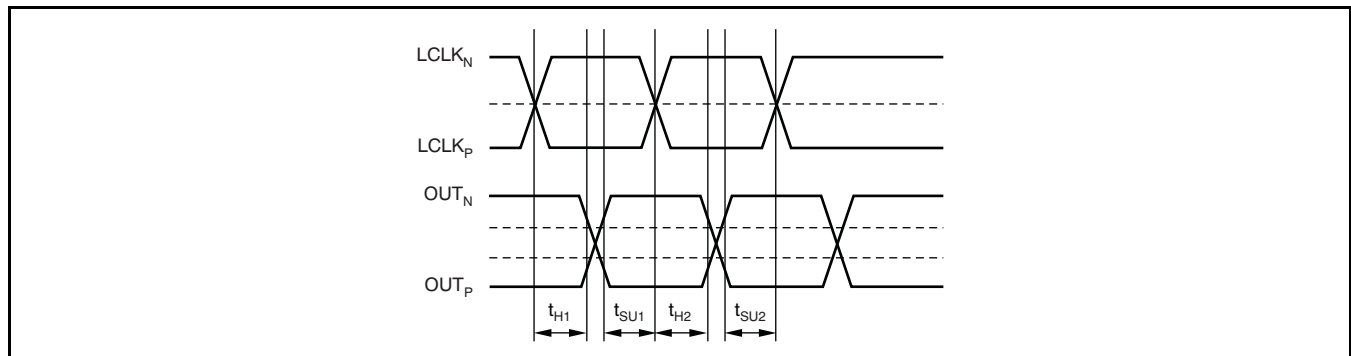 LCLKN
LCLKP
OUTN
OUTP
tH1 tSU1 tH2 tSU2